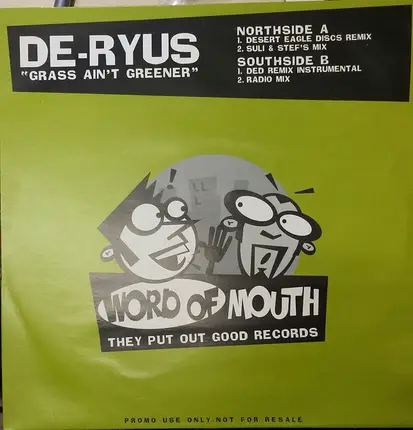 DE-RYUS
"GRASS AIN'T GREENER"
NORTHSIDE A
1. DESERT EAGLE DISCS REMIX
2. SULI & STEF'S MIX
SOUTHSIDE B
1. DED REMIX INSTRUMENTAL
2. RADIO MIX
WORD OF MOUTH
THEY PUT OUT GOOD RECORDS
PROMO USE ONLY-NOT FOR RESALE